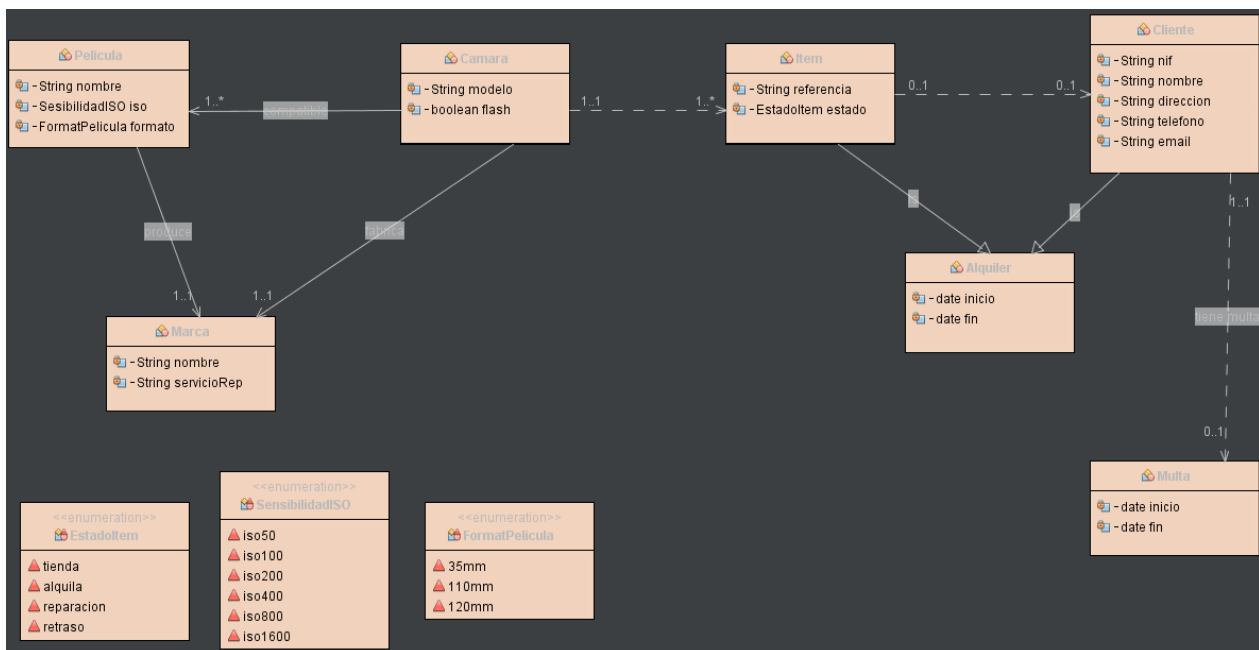 Pelicula
-String nombre
-SesibilidadISO iso
-FormatPelicula formato
1..*
compatible
Camara
-String modelo
-boolean flash
1..1
1..*
Item
-String referencia
-EstadoItem estado
0..1
0..1
Cliente
-String nif
-String nombre
-String direccion
-String telefono
-String email
1..1
produce
fabrica
1..1
1..1
Marca
-String nombre
-String servicioRep
Alquiler
-date inicio
-date fin
tiene multa
0..1
Multa
-date inicio
-date fin
<<enumeration>>
EstadoItem
tienda
alquila
reparacion
retraso
<<enumeration>>
SensibilidadISO
iso50
iso100
iso200
iso400
iso800
iso1600
<<enumeration>>
FormatPelicula
35mm
110mm
120mm